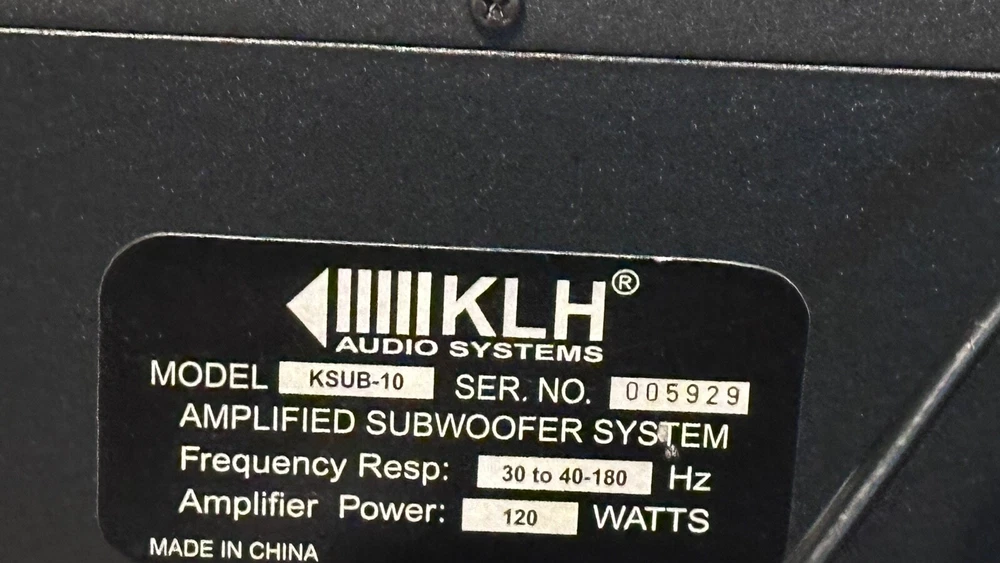 KLH®
AUDIO SYSTEMS
MODEL KSUB-10 SER. NO. 005929
AMPLIFIED SUBWOOFER SYSTEM
Frequency Resp: 30 to 40-180 Hz
Amplifier Power: 120 WATTS
MADE IN CHINA